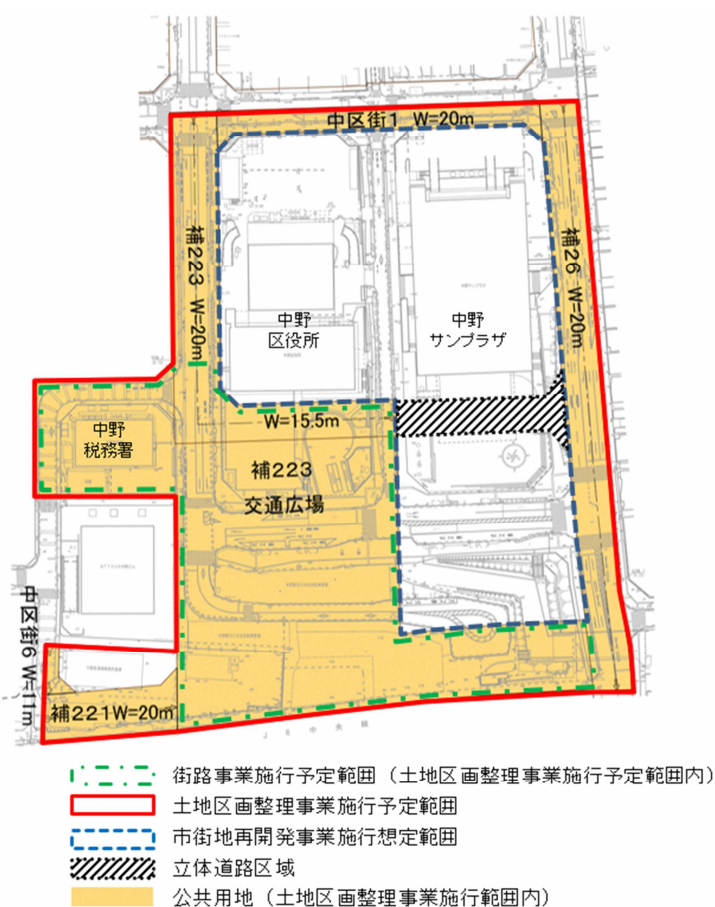 中区街1 W=20m
補223 W=20m
補26 W=20m
中野
区役所
中野
サンプラザ
W=15.5m
中野
税務署
補223
交通広場
中区街6 W=11m
補221W=20m
JR中央線
街路事業施行予定範囲（土地区画整理事業施行予定範囲内）
土地区画整理事業施行予定範囲
市街地再開発事業施行想定範囲
立体道路区域
公共用地（土地区画整理事業施行範囲内）